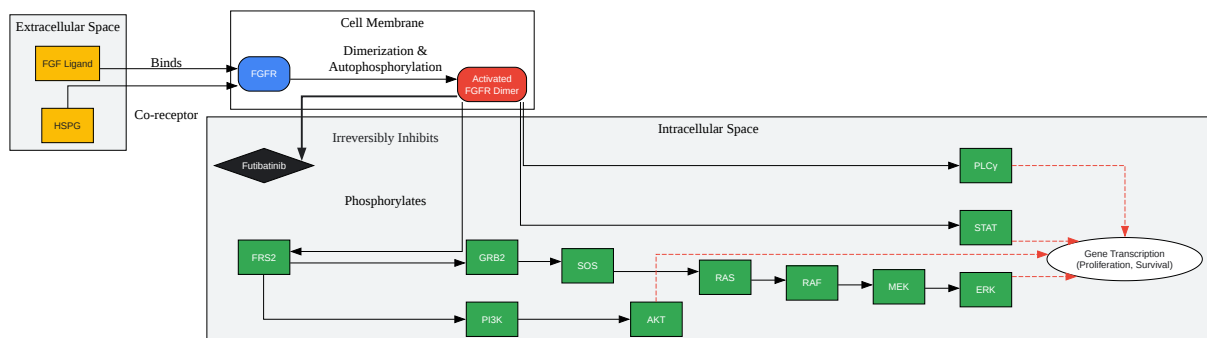 Extracellular Space
FGF Ligand
HSPG
Binds
Co-receptor
Cell Membrane
FGFR
Dimerization &
Autophosphorylation
Activated
FGFR Dimer
Intracellular Space
Irreversibly Inhibits
Futibatinib
Phosphorylates
PLCγ
STAT
FRS2
GRB2
SOS
RAS
RAF
MEK
ERK
Gene Transcription
(Proliferation, Survival)
PI3K
AKT